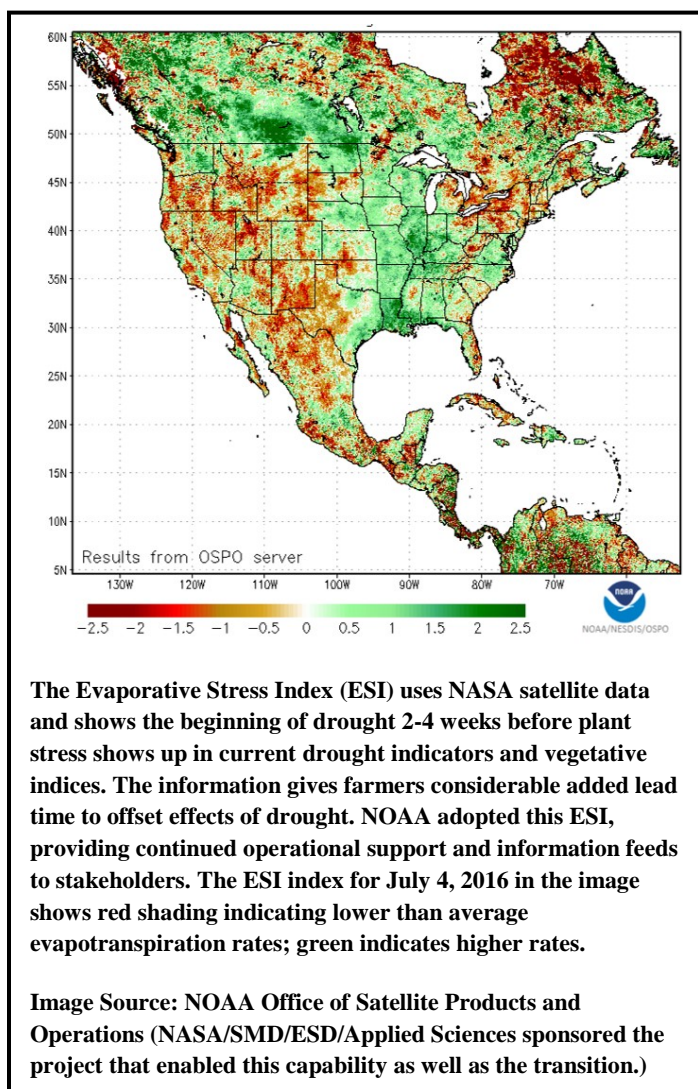 60N
55N
50N
45N
40N
35N
30N
25N
20N
15N
10N
5N
Results from OSPO server
130W 120W 110W 100W 90W 80W 70W
-2.5 -2 -1.5 -1 -0.5 0 0.5 1 1.5 2 2.5
NOAA
NOAA/NESDIS/OSPO
The Evaporative Stress Index (ESI) uses NASA satellite data
and shows the beginning of drought 2-4 weeks before plant
stress shows up in current drought indicators and vegetative
indices. The information gives farmers considerable added lead
time to offset effects of drought. NOAA adopted this ESI,
providing continued operational support and information feeds
to stakeholders. The ESI index for July 4, 2016 in the image
shows red shading indicating lower than average
evapotranspiration rates; green indicates higher rates.
Image Source: NOAA Office of Satellite Products and
Operations (NASA/SMD/ESD/Applied Sciences sponsored the
project that enabled this capability as well as the transition.)